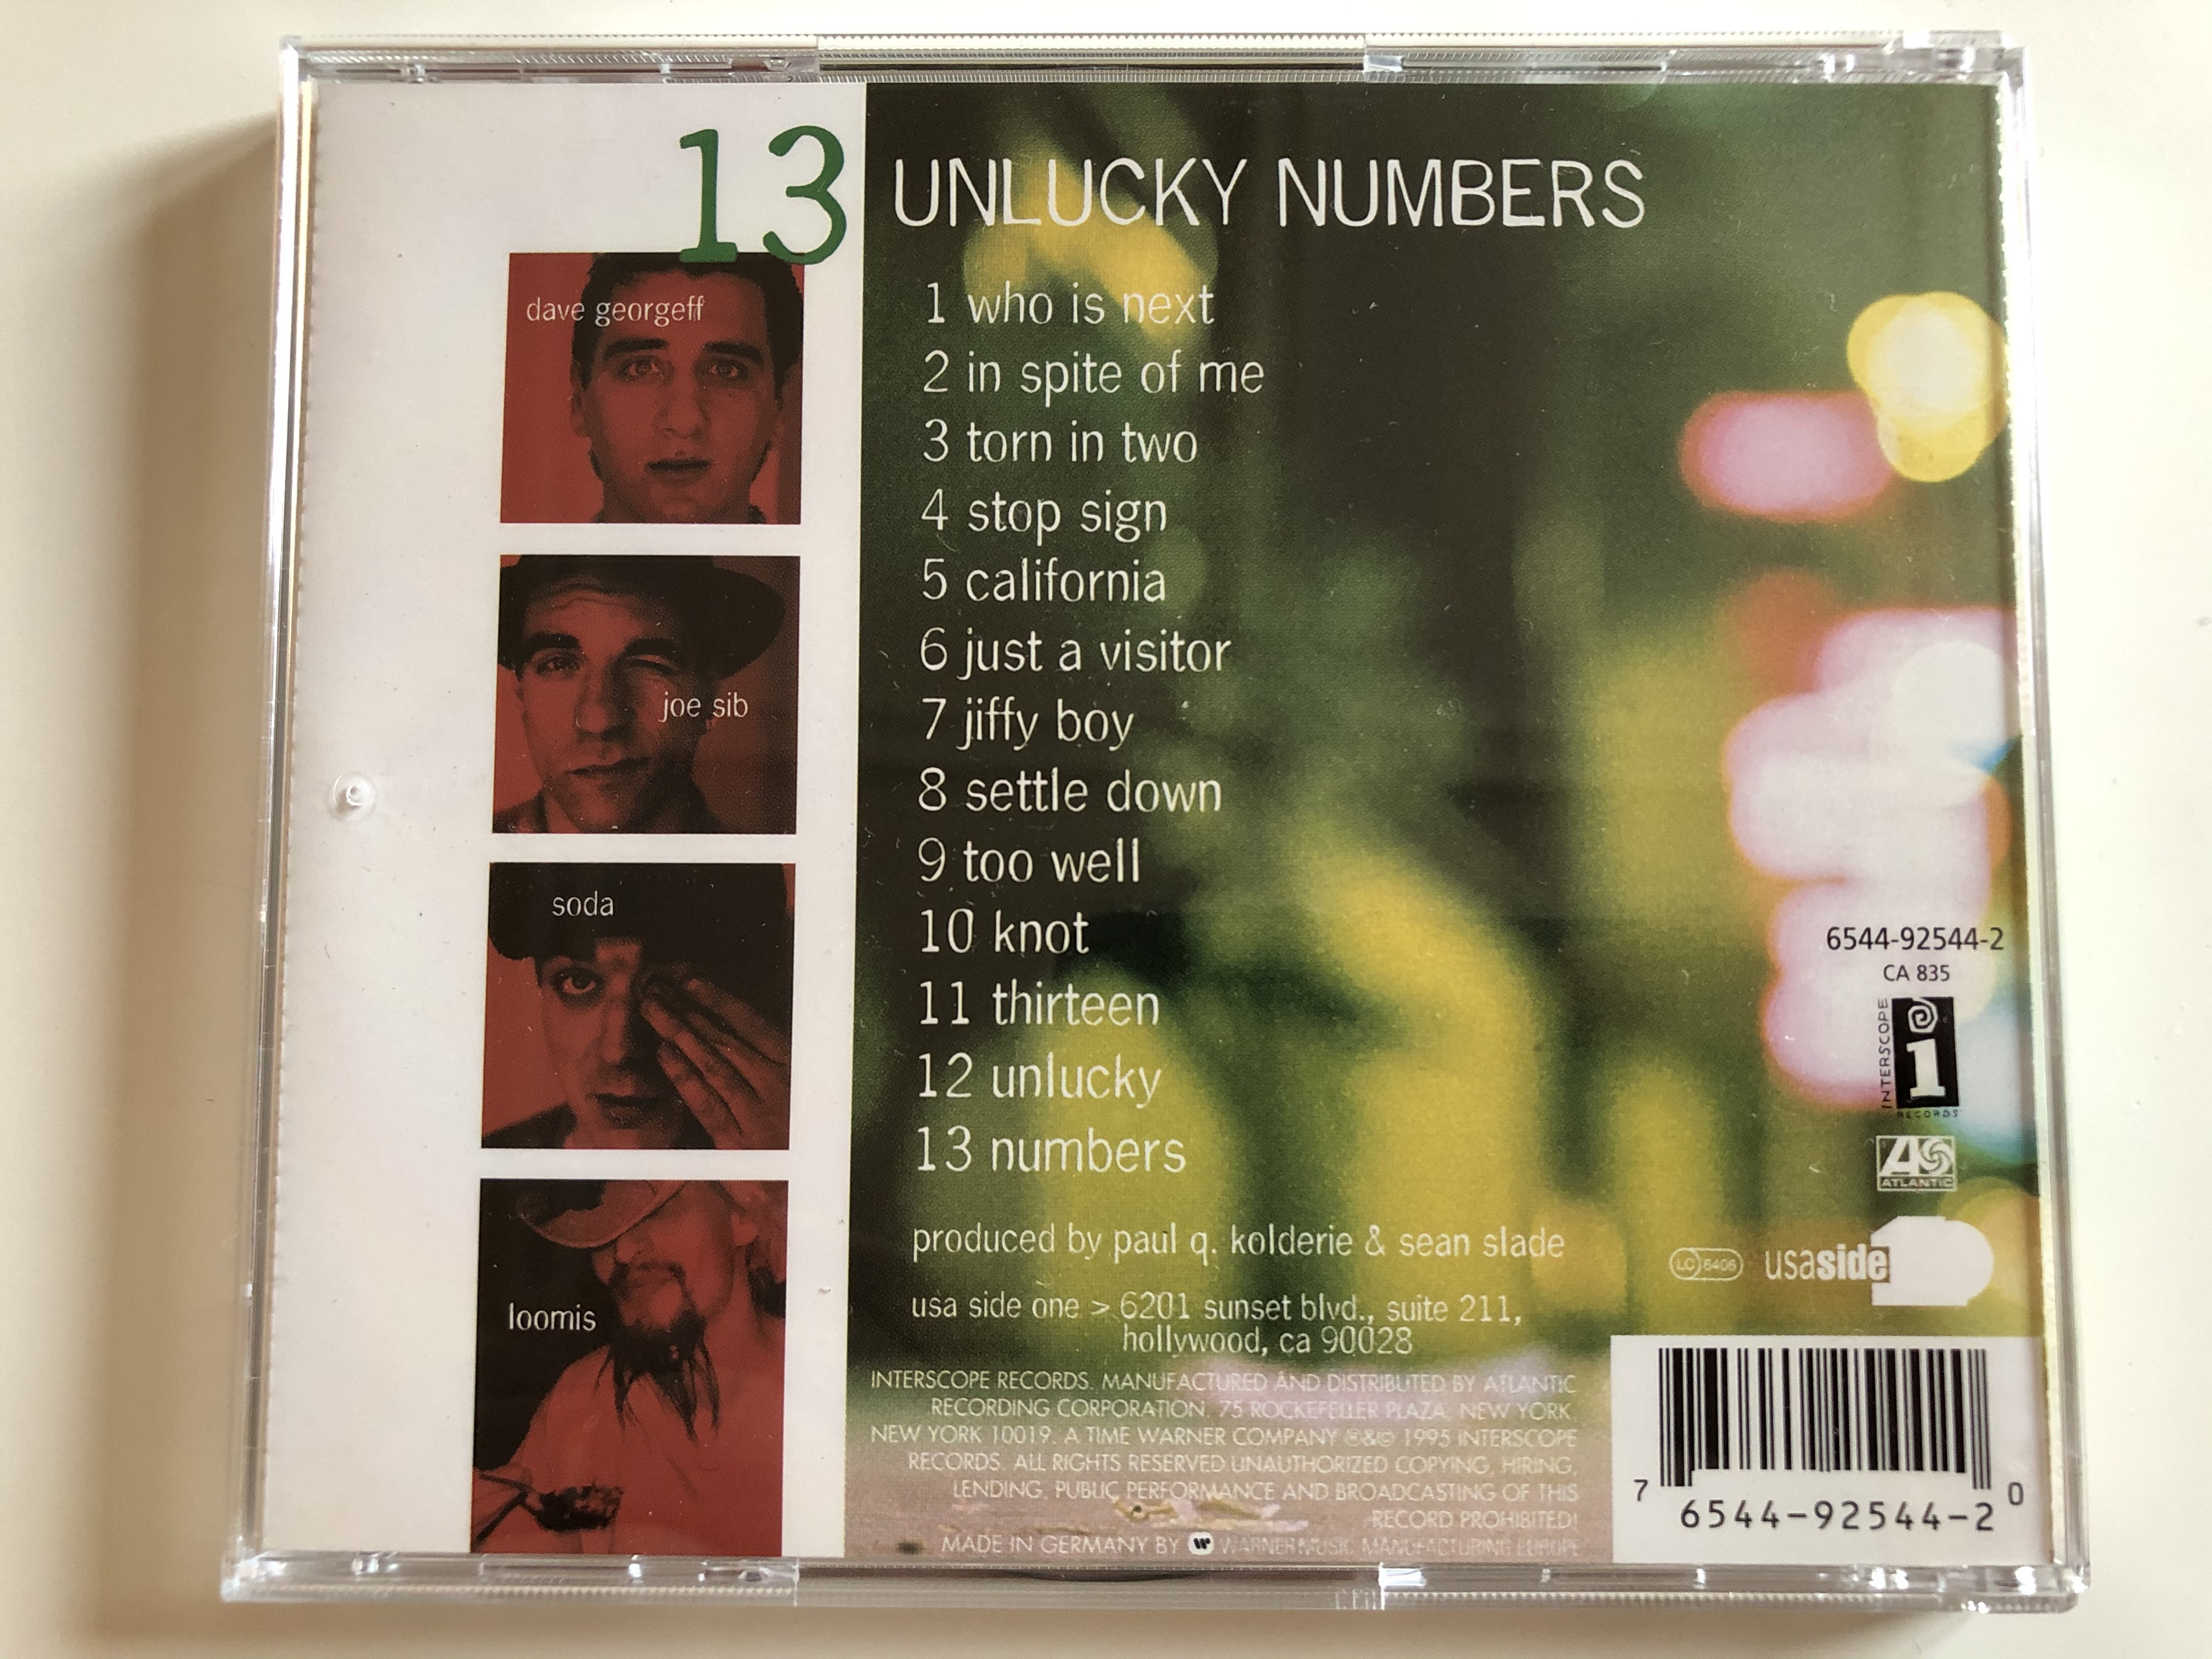 13 UNLUCKY NUMBERS
dave georgeff
joe sib
soda
loomis
1 who is next
2 in spite of me
3 torn in two
4 stop sign
5 california
6 just a visitor
7 jiffy boy
8 settle down
9 too well
10 knot
11 thirteen
12 unlucky
13 numbers
produced by paul q. kolderie & sean slade
usa side one > 6201 sunset blvd., suite 211,
hollywood, ca 90028
INTERSCOPE RECORDS. MANUFACTURED AND DISTRIBUTED BY ATLANTIC
RECORDING CORPORATION, 75 ROCKEFELLER PLAZA, NEW YORK,
NEW YORK 10019. A TIME WARNER COMPANY ℗&© 1995 INTERSCOPE
RECORDS. ALL RIGHTS RESERVED.UNAUTHORIZED COPYING, HIRING,
LENDING, PUBLIC PERFORMANCE AND BROADCASTING OF THIS
RECORD PROHIBITED!
MADE IN GERMANY BY WARNER MUSIC MANUFACTURING EUROPE
6544-92544-2
CA 835
INTERSCOPE
RECORDS
ATLANTIC
LC 6406
usaside1
7 6544-92544-2 0